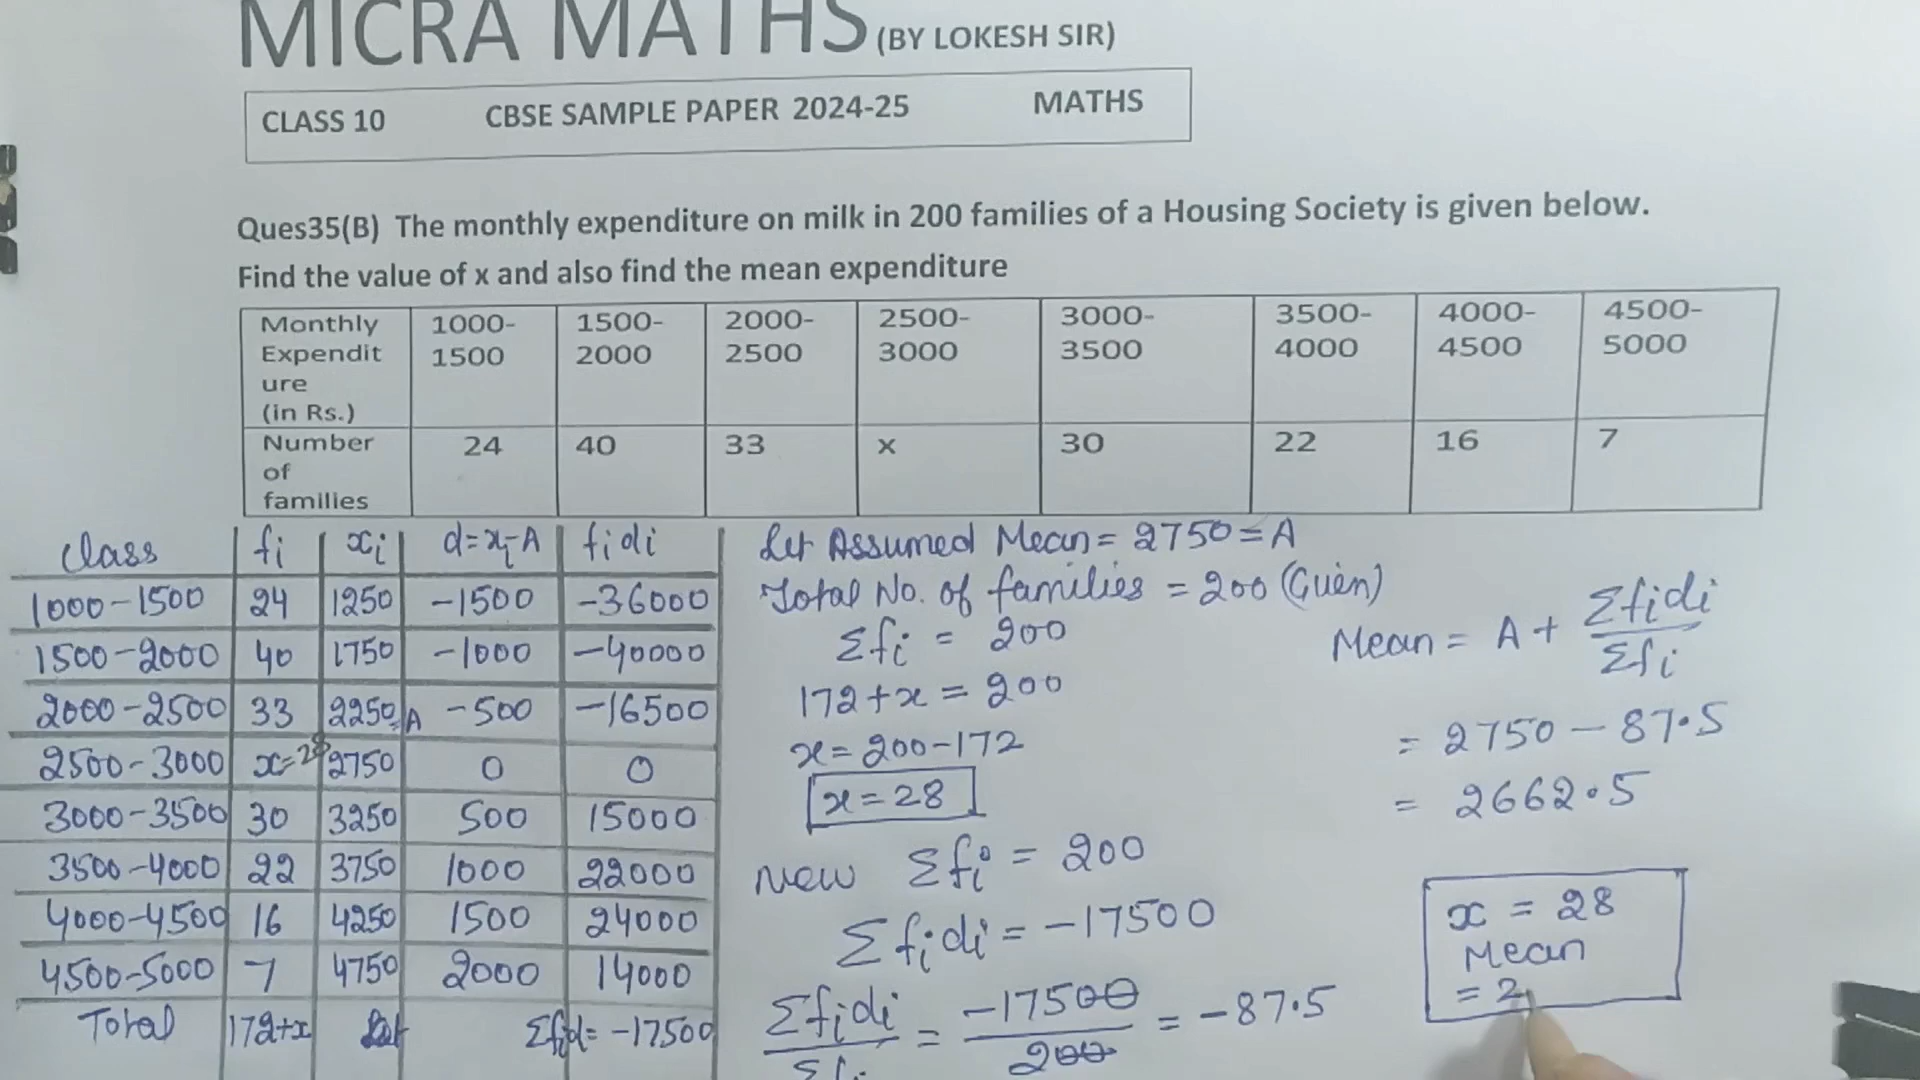 MICRA MATHS (BY LOKESH SIR)
CLASS 10 CBSE SAMPLE PAPER 2024-25 MATHS
Ques35(B) The monthly expenditure on milk in 200 families of a Housing Society is given below.
Find the value of x and also find the mean expenditure
Monthly Expendit ure (in Rs.) 1000-1500 1500-2000 2000-2500 2500-3000 3000-3500 3500-4000 4000-4500 4500-5000
Number of families 24 40 33 x 30 22 16 7
Class fi xi d=xi-A fidi
1000-1500 24 1250 -1500 -36000
1500-2000 40 1750 -1000 -40000
2000-2500 33 2250 =A -500 -16500
2500-3000 x=28 2750 0 0
3000-3500 30 3250 500 15000
3500-4000 22 3750 1000 22000
4000-4500 16 4250 1500 24000
4500-5000 7 4750 2000 14000
Total 172+x Σfidi= -17500
Let Assumed Mean = 2750 = A
Total No. of families = 200 (Given)
Σfi = 200
172+x = 200
x = 200-172
x = 28
New Σfi = 200
Σfidi = -17500
Σfidi/Σfi = -17500/200 = -87.5
Mean = A + Σfidi/Σfi
= 2750 - 87.5
= 2662.5
x = 28
Mean
= 2